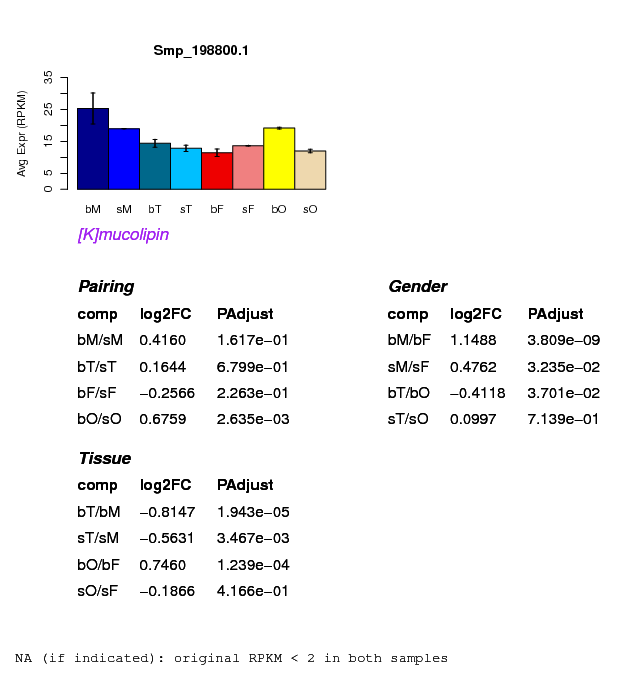 Smp_198800.1
Avg Expr (RPKM)
0 5 15 25 35
bM sM bT sT bF sF bO sO
[K]mucolipin
Pairing
comp log2FC PAdjust
bM/sM 0.4160 1.617e−01
bT/sT 0.1644 6.799e−01
bF/sF −0.2566 2.263e−01
bO/sO 0.6759 2.635e−03
Gender
comp log2FC PAdjust
bM/bF 1.1488 3.809e−09
sM/sF 0.4762 3.235e−02
bT/bO −0.4118 3.701e−02
sT/sO 0.0997 7.139e−01
Tissue
comp log2FC PAdjust
bT/bM −0.8147 1.943e−05
sT/sM −0.5631 3.467e−03
bO/bF 0.7460 1.239e−04
sO/sF −0.1866 4.166e−01
NA (if indicated): original RPKM < 2 in both samples